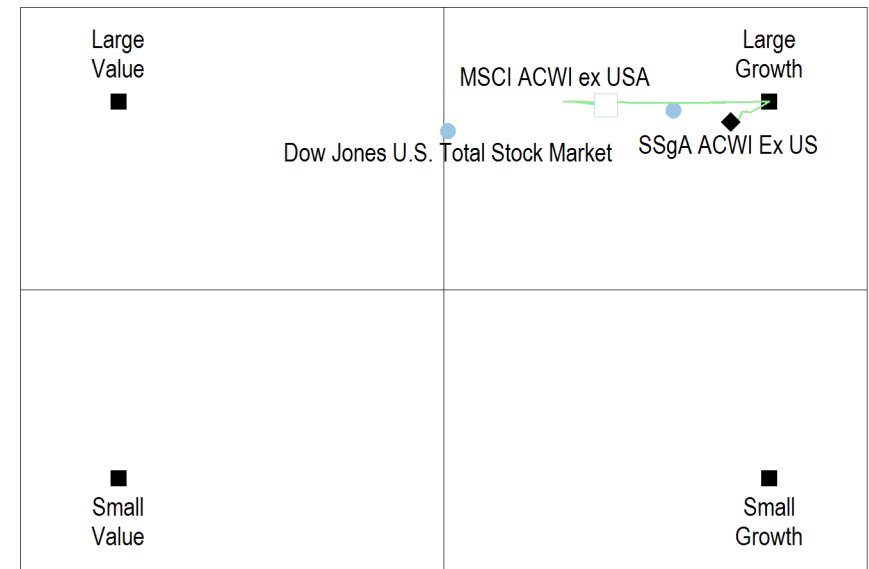 Large
Value
Large
Growth
MSCI ACWI ex USA
Dow Jones U.S. Total Stock Market
SSgA ACWI Ex US
Small
Value
Small
Growth